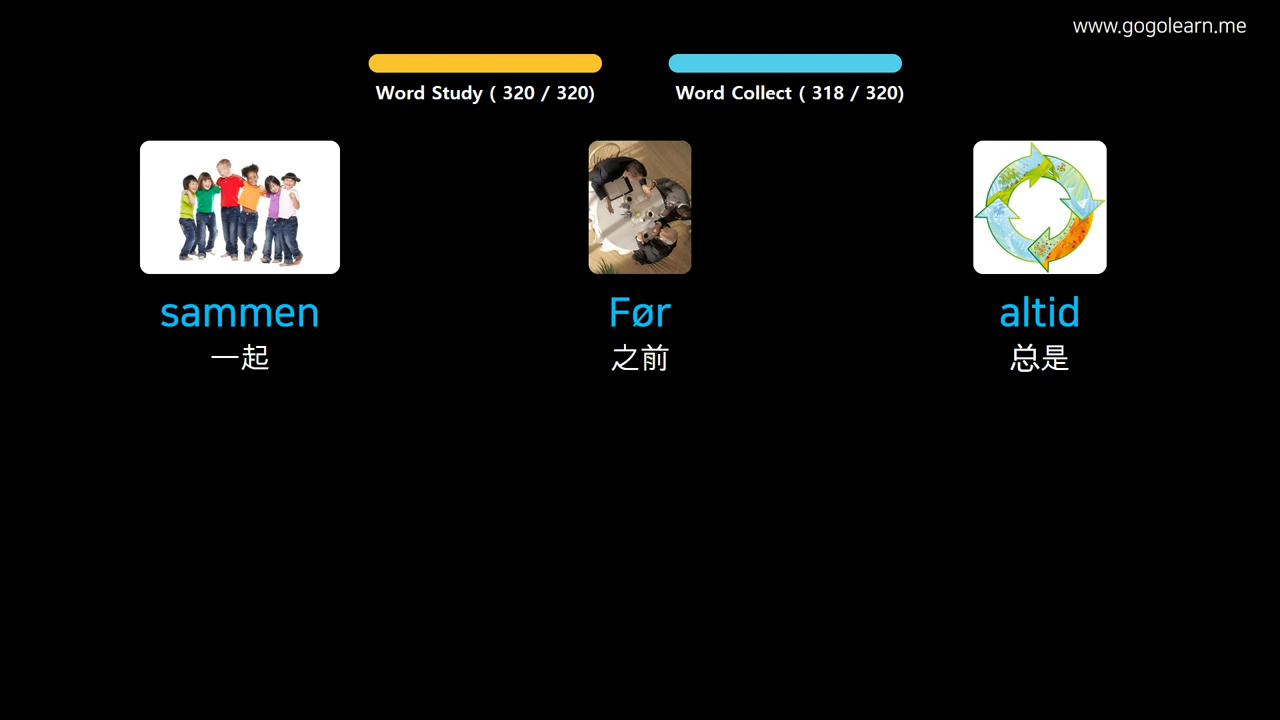 www.gogolearn.me
Word Study ( 320 / 320)
Word Collect ( 318 / 320)
sammen
一起
Før
之前
altid
总是